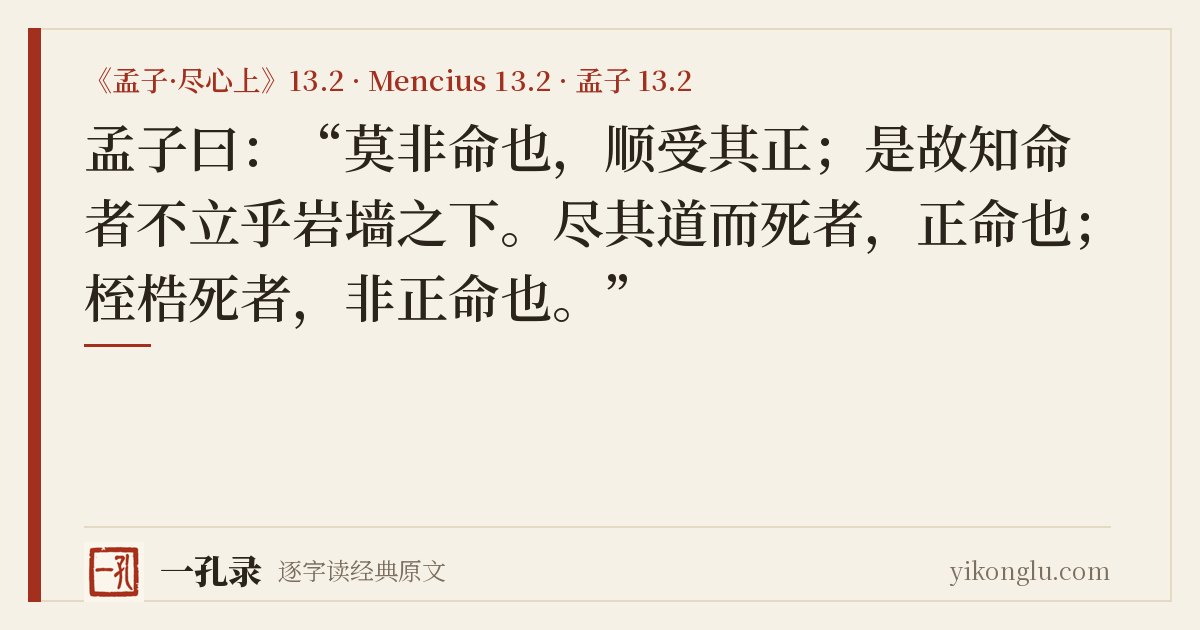 《孟子·尽心上》13.2 · Mencius 13.2 · 孟子 13.2
孟子曰：“莫非命也，顺受其正；是故知命
者不立乎岩墙之下。尽其道而死者，正命也；
桎梏死者，非正命也。”
一孔
一孔录 逐字读经典原文 yikonglu.com